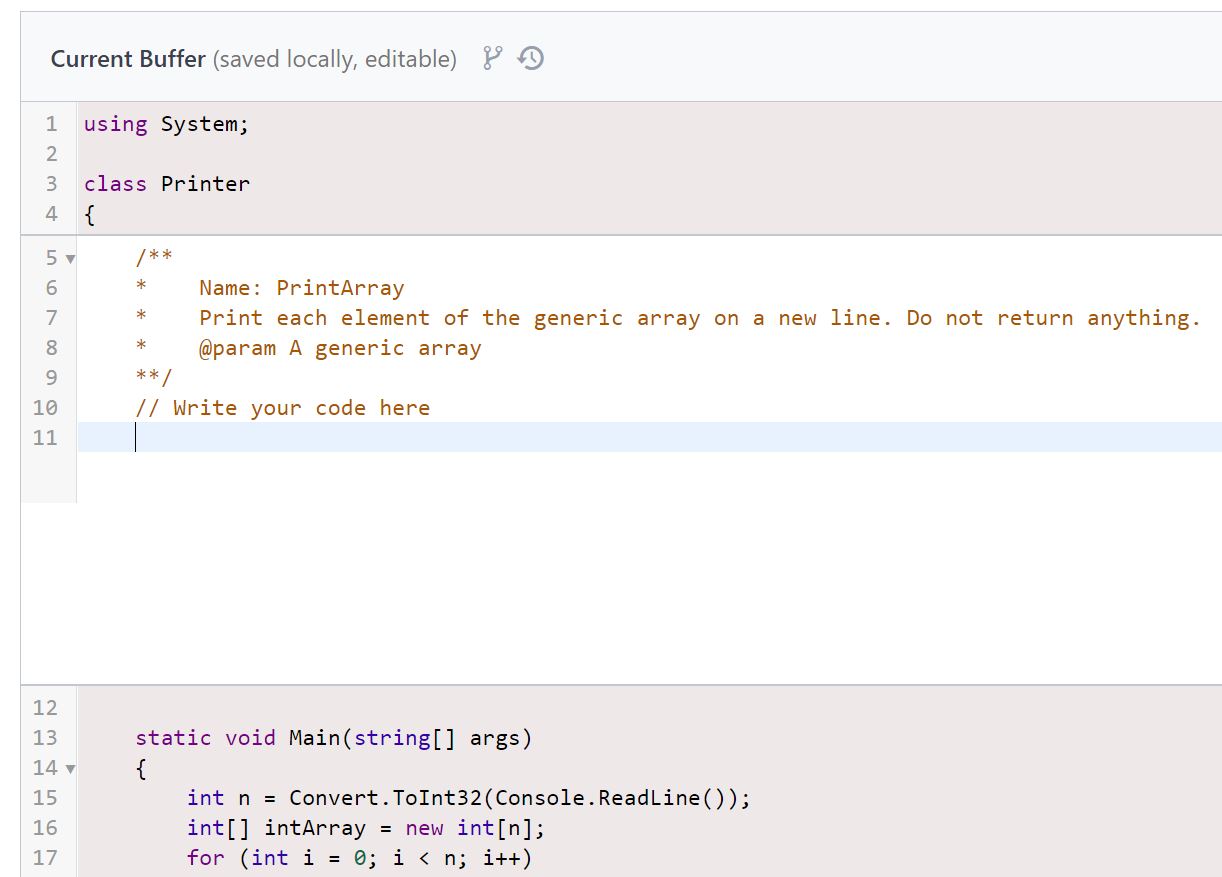 Current Buffer (saved locally, editable)
1 using System;
2
3 class Printer
4 {
5 /**
6 *    Name: PrintArray
7 *    Print each element of the generic array on a new line. Do not return anything.
8 *    @param A generic array
9 **/
10 // Write your code here
11
12
13 static void Main(string[] args)
14 {
15 int n = Convert.ToInt32(Console.ReadLine());
16 int[] intArray = new int[n];
17 for (int i = 0; i < n; i++)